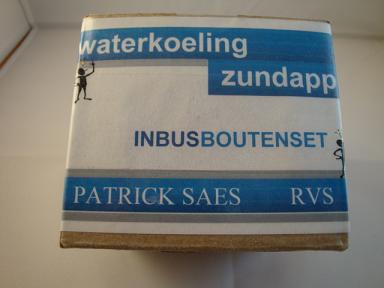 waterkoeling
zundapp
INBUSBOUTENSET
PATRICK SAES RVS